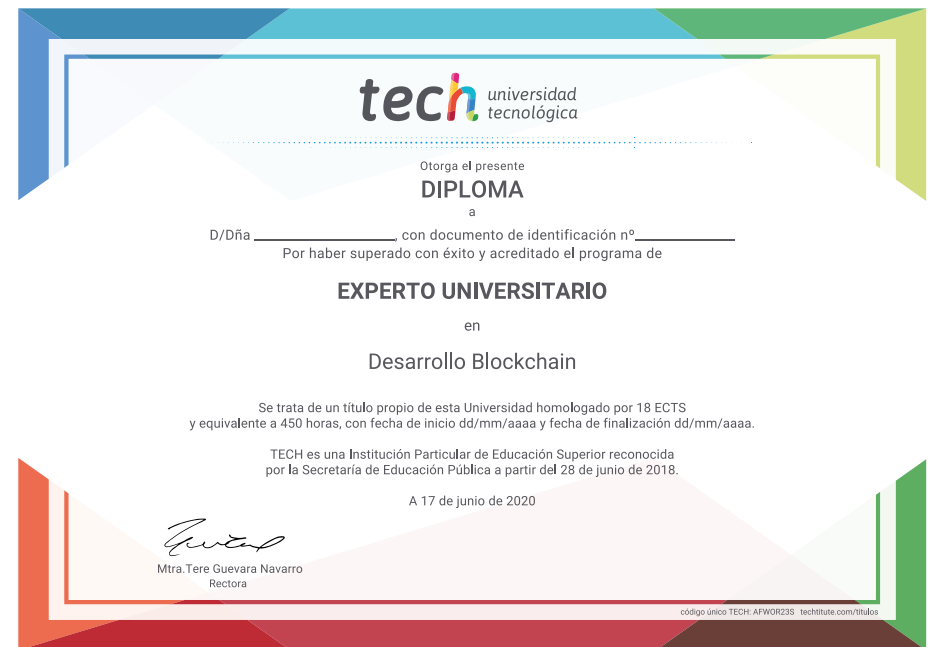 tech universidad
tecnológica
Otorga el presente
DIPLOMA
a
D/Dña ____________________, con documento de identificación nº______________
Por haber superado con éxito y acreditado el programa de
EXPERTO UNIVERSITARIO
en
Desarrollo Blockchain
Se trata de un título propio de esta Universidad homologado por 18 ECTS
y equivalente a 450 horas, con fecha de inicio dd/mm/aaaa y fecha de finalización dd/mm/aaaa.
TECH es una Institución Particular de Educación Superior reconocida
por la Secretaría de Educación Pública a partir del 28 de junio de 2018.
A 17 de junio de 2020
Mtra.Tere Guevara Navarro
Rectora
código único TECH: AFWOR23S techtitute.com/titulos